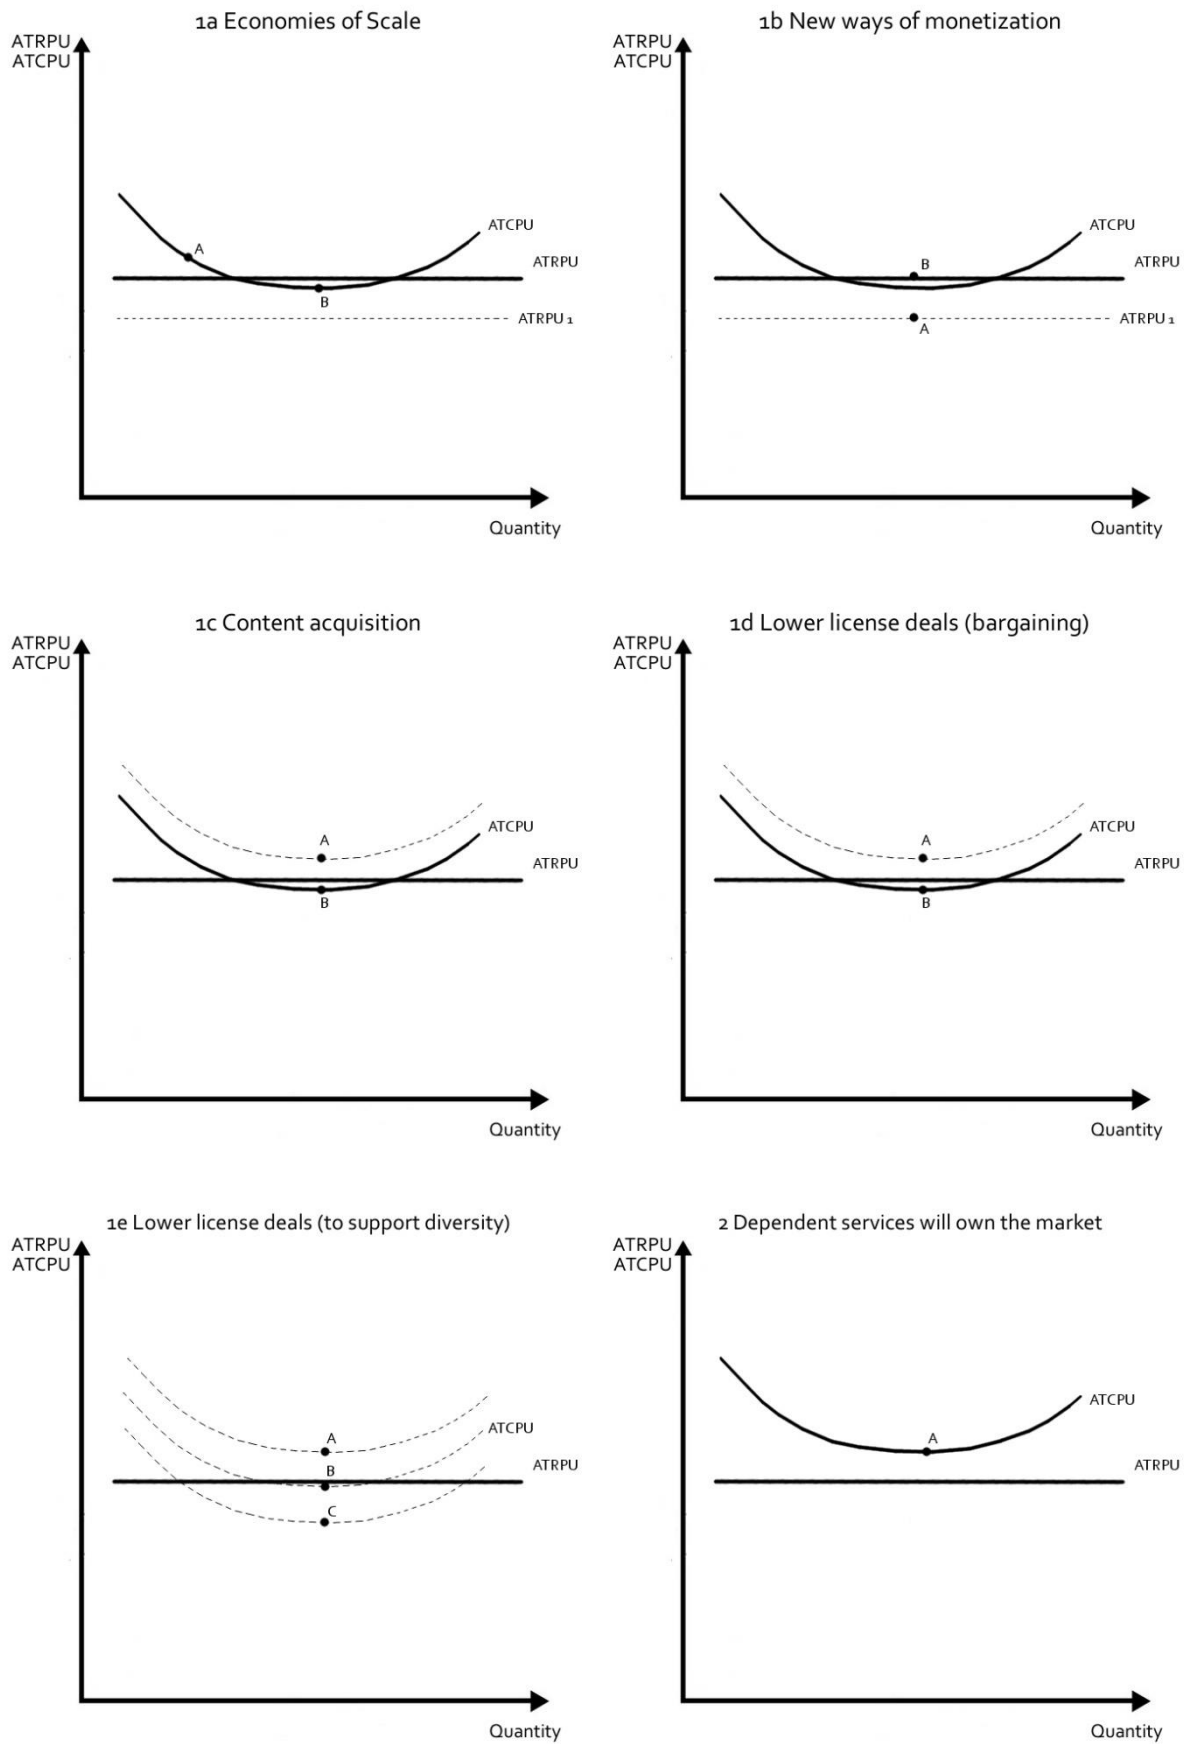 1a Economies of Scale
ATRPU
ATCPU
A
B
ATCPU
ATRPU
ATRPU 1
Quantity
1b New ways of monetization
ATRPU
ATCPU
B
A
ATCPU
ATRPU
ATRPU 1
Quantity
1c Content acquisition
ATRPU
ATCPU
A
B
ATCPU
ATRPU
Quantity
1d Lower license deals (bargaining)
ATRPU
ATCPU
A
B
ATCPU
ATRPU
Quantity
1e Lower license deals (to support diversity)
ATRPU
ATCPU
A
B
C
ATCPU
ATRPU
Quantity
2 Dependent services will own the market
ATRPU
ATCPU
A
ATCPU
ATRPU
Quantity